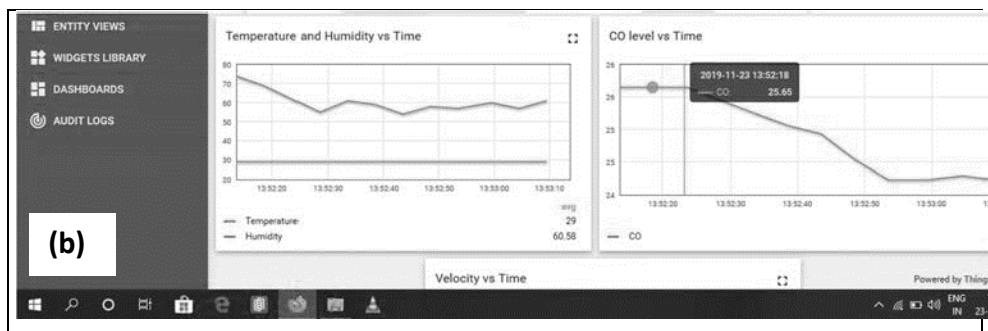 ENTITY VIEWS
WIDGETS LIBRARY
DASHBOARDS
AUDIT LOGS
(b)
Temperature and Humidity vs Time
80
70
60
50
40
30
20
13:52:20 13:52:30 13:52:40 13:52:50 13:53:00 13:53:10
avg
Temperature 29
Humidity 60.58
CO level vs Time
26
26
25
25
24
2019-11-23 13:52:18
CO: 25.65
13:52:20 13:52:30 13:52:40 13:52:50 13:53:00
CO
Velocity vs Time
Powered by Thing
ENG
IN
23-